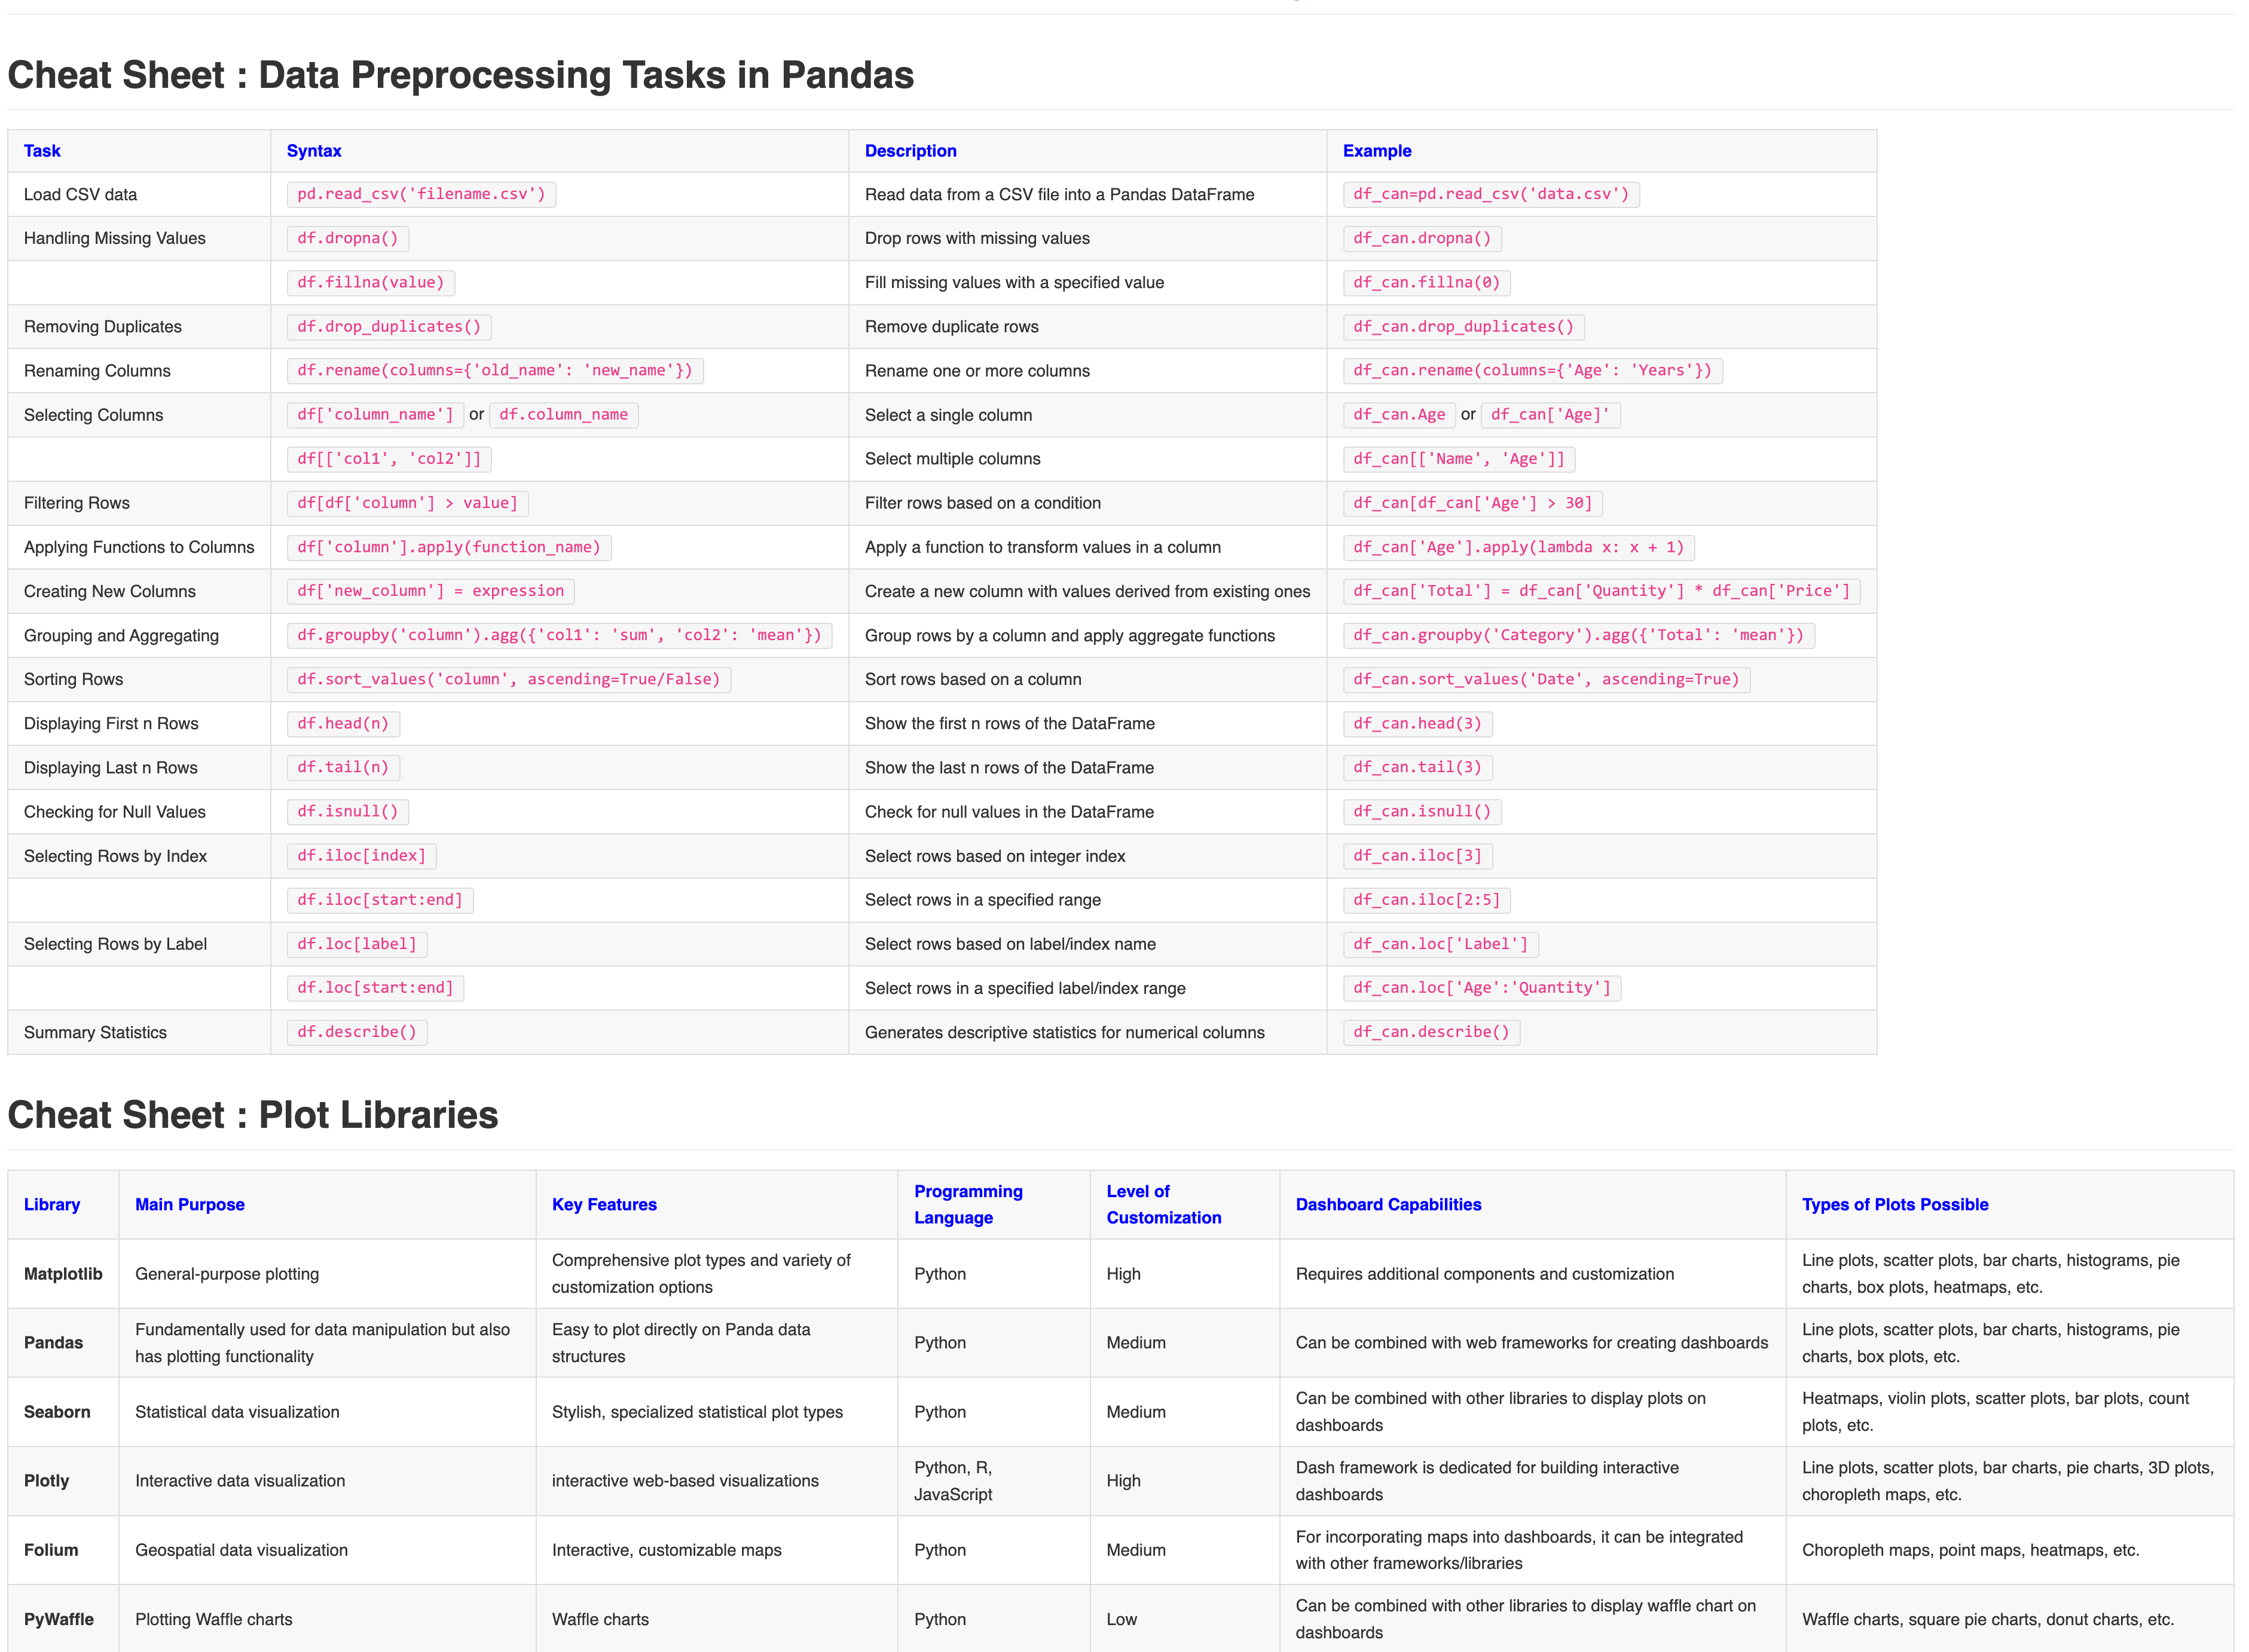 Cheat Sheet : Data Preprocessing Tasks in Pandas
Task Syntax Description Example
Load CSV data pd.read_csv('filename.csv') Read data from a CSV file into a Pandas DataFrame df_can=pd.read_csv('data.csv')
Handling Missing Values df.dropna() Drop rows with missing values df_can.dropna()
df.fillna(value) Fill missing values with a specified value df_can.fillna(0)
Removing Duplicates df.drop_duplicates() Remove duplicate rows df_can.drop_duplicates()
Renaming Columns df.rename(columns={'old_name': 'new_name'}) Rename one or more columns df_can.rename(columns={'Age': 'Years'})
Selecting Columns df['column_name'] or df.column_name Select a single column df_can.Age or df_can['Age]'
df[['col1', 'col2']] Select multiple columns df_can[['Name', 'Age']]
Filtering Rows df[df['column'] > value] Filter rows based on a condition df_can[df_can['Age'] > 30]
Applying Functions to Columns df['column'].apply(function_name) Apply a function to transform values in a column df_can['Age'].apply(lambda x: x + 1)
Creating New Columns df['new_column'] = expression Create a new column with values derived from existing ones df_can['Total'] = df_can['Quantity'] * df_can['Price']
Grouping and Aggregating df.groupby('column').agg({'col1': 'sum', 'col2': 'mean'}) Group rows by a column and apply aggregate functions df_can.groupby('Category').agg({'Total': 'mean'})
Sorting Rows df.sort_values('column', ascending=True/False) Sort rows based on a column df_can.sort_values('Date', ascending=True)
Displaying First n Rows df.head(n) Show the first n rows of the DataFrame df_can.head(3)
Displaying Last n Rows df.tail(n) Show the last n rows of the DataFrame df_can.tail(3)
Checking for Null Values df.isnull() Check for null values in the DataFrame df_can.isnull()
Selecting Rows by Index df.iloc[index] Select rows based on integer index df_can.iloc[3]
df.iloc[start:end] Select rows in a specified range df_can.iloc[2:5]
Selecting Rows by Label df.loc[label] Select rows based on label/index name df_can.loc['Label']
df.loc[start:end] Select rows in a specified label/index range df_can.loc['Age':'Quantity']
Summary Statistics df.describe() Generates descriptive statistics for numerical columns df_can.describe()
Cheat Sheet : Plot Libraries
Library Main Purpose Key Features Programming Language Level of Customization Dashboard Capabilities Types of Plots Possible
Matplotlib General-purpose plotting Comprehensive plot types and variety of customization options Python High Requires additional components and customization Line plots, scatter plots, bar charts, histograms, pie charts, box plots, heatmaps, etc.
Pandas Fundamentally used for data manipulation but also has plotting functionality Easy to plot directly on Panda data structures Python Medium Can be combined with web frameworks for creating dashboards Line plots, scatter plots, bar charts, histograms, pie charts, box plots, etc.
Seaborn Statistical data visualization Stylish, specialized statistical plot types Python Medium Can be combined with other libraries to display plots on dashboards Heatmaps, violin plots, scatter plots, bar plots, count plots, etc.
Plotly Interactive data visualization interactive web-based visualizations Python, R, JavaScript High Dash framework is dedicated for building interactive dashboards Line plots, scatter plots, bar charts, pie charts, 3D plots, choropleth maps, etc.
Folium Geospatial data visualization Interactive, customizable maps Python Medium For incorporating maps into dashboards, it can be integrated with other frameworks/libraries Choropleth maps, point maps, heatmaps, etc.
PyWaffle Plotting Waffle charts Waffle charts Python Low Can be combined with other libraries to display waffle chart on dashboards Waffle charts, square pie charts, donut charts, etc.